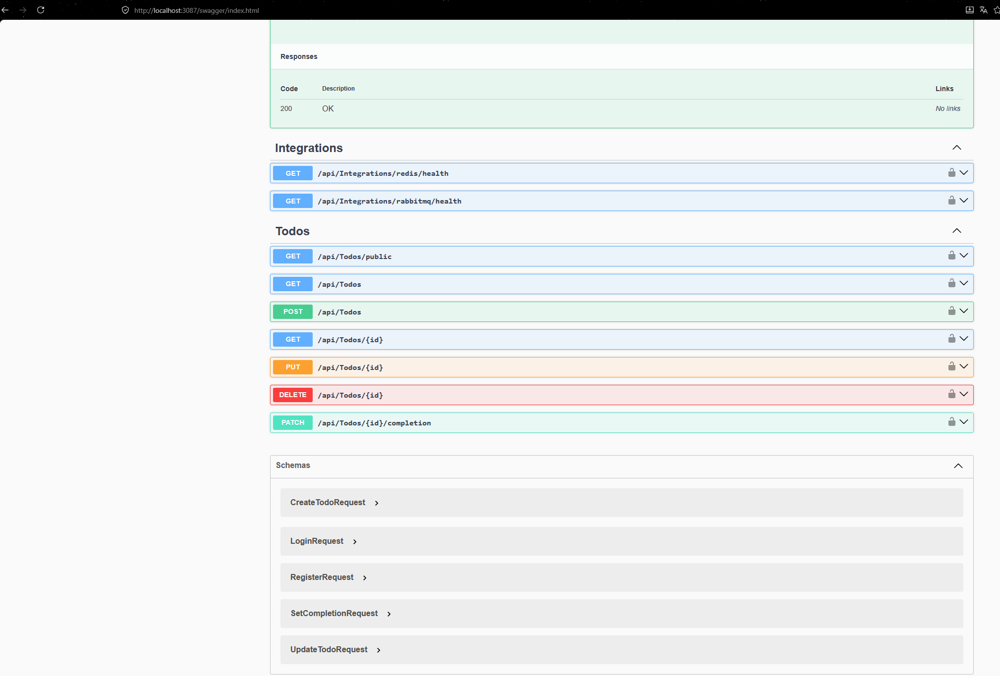 http://localhost:3087/swagger/index.html
Responses
Code Description Links
200 OK No links
Integrations
GET /api/Integrations/redis/health
GET /api/Integrations/rabbitmq/health
Todos
GET /api/Todos/public
GET /api/Todos
POST /api/Todos
GET /api/Todos/{id}
PUT /api/Todos/{id}
DELETE /api/Todos/{id}
PATCH /api/Todos/{id}/completion
Schemas
CreateTodoRequest
LoginRequest
RegisterRequest
SetCompletionRequest
UpdateTodoRequest